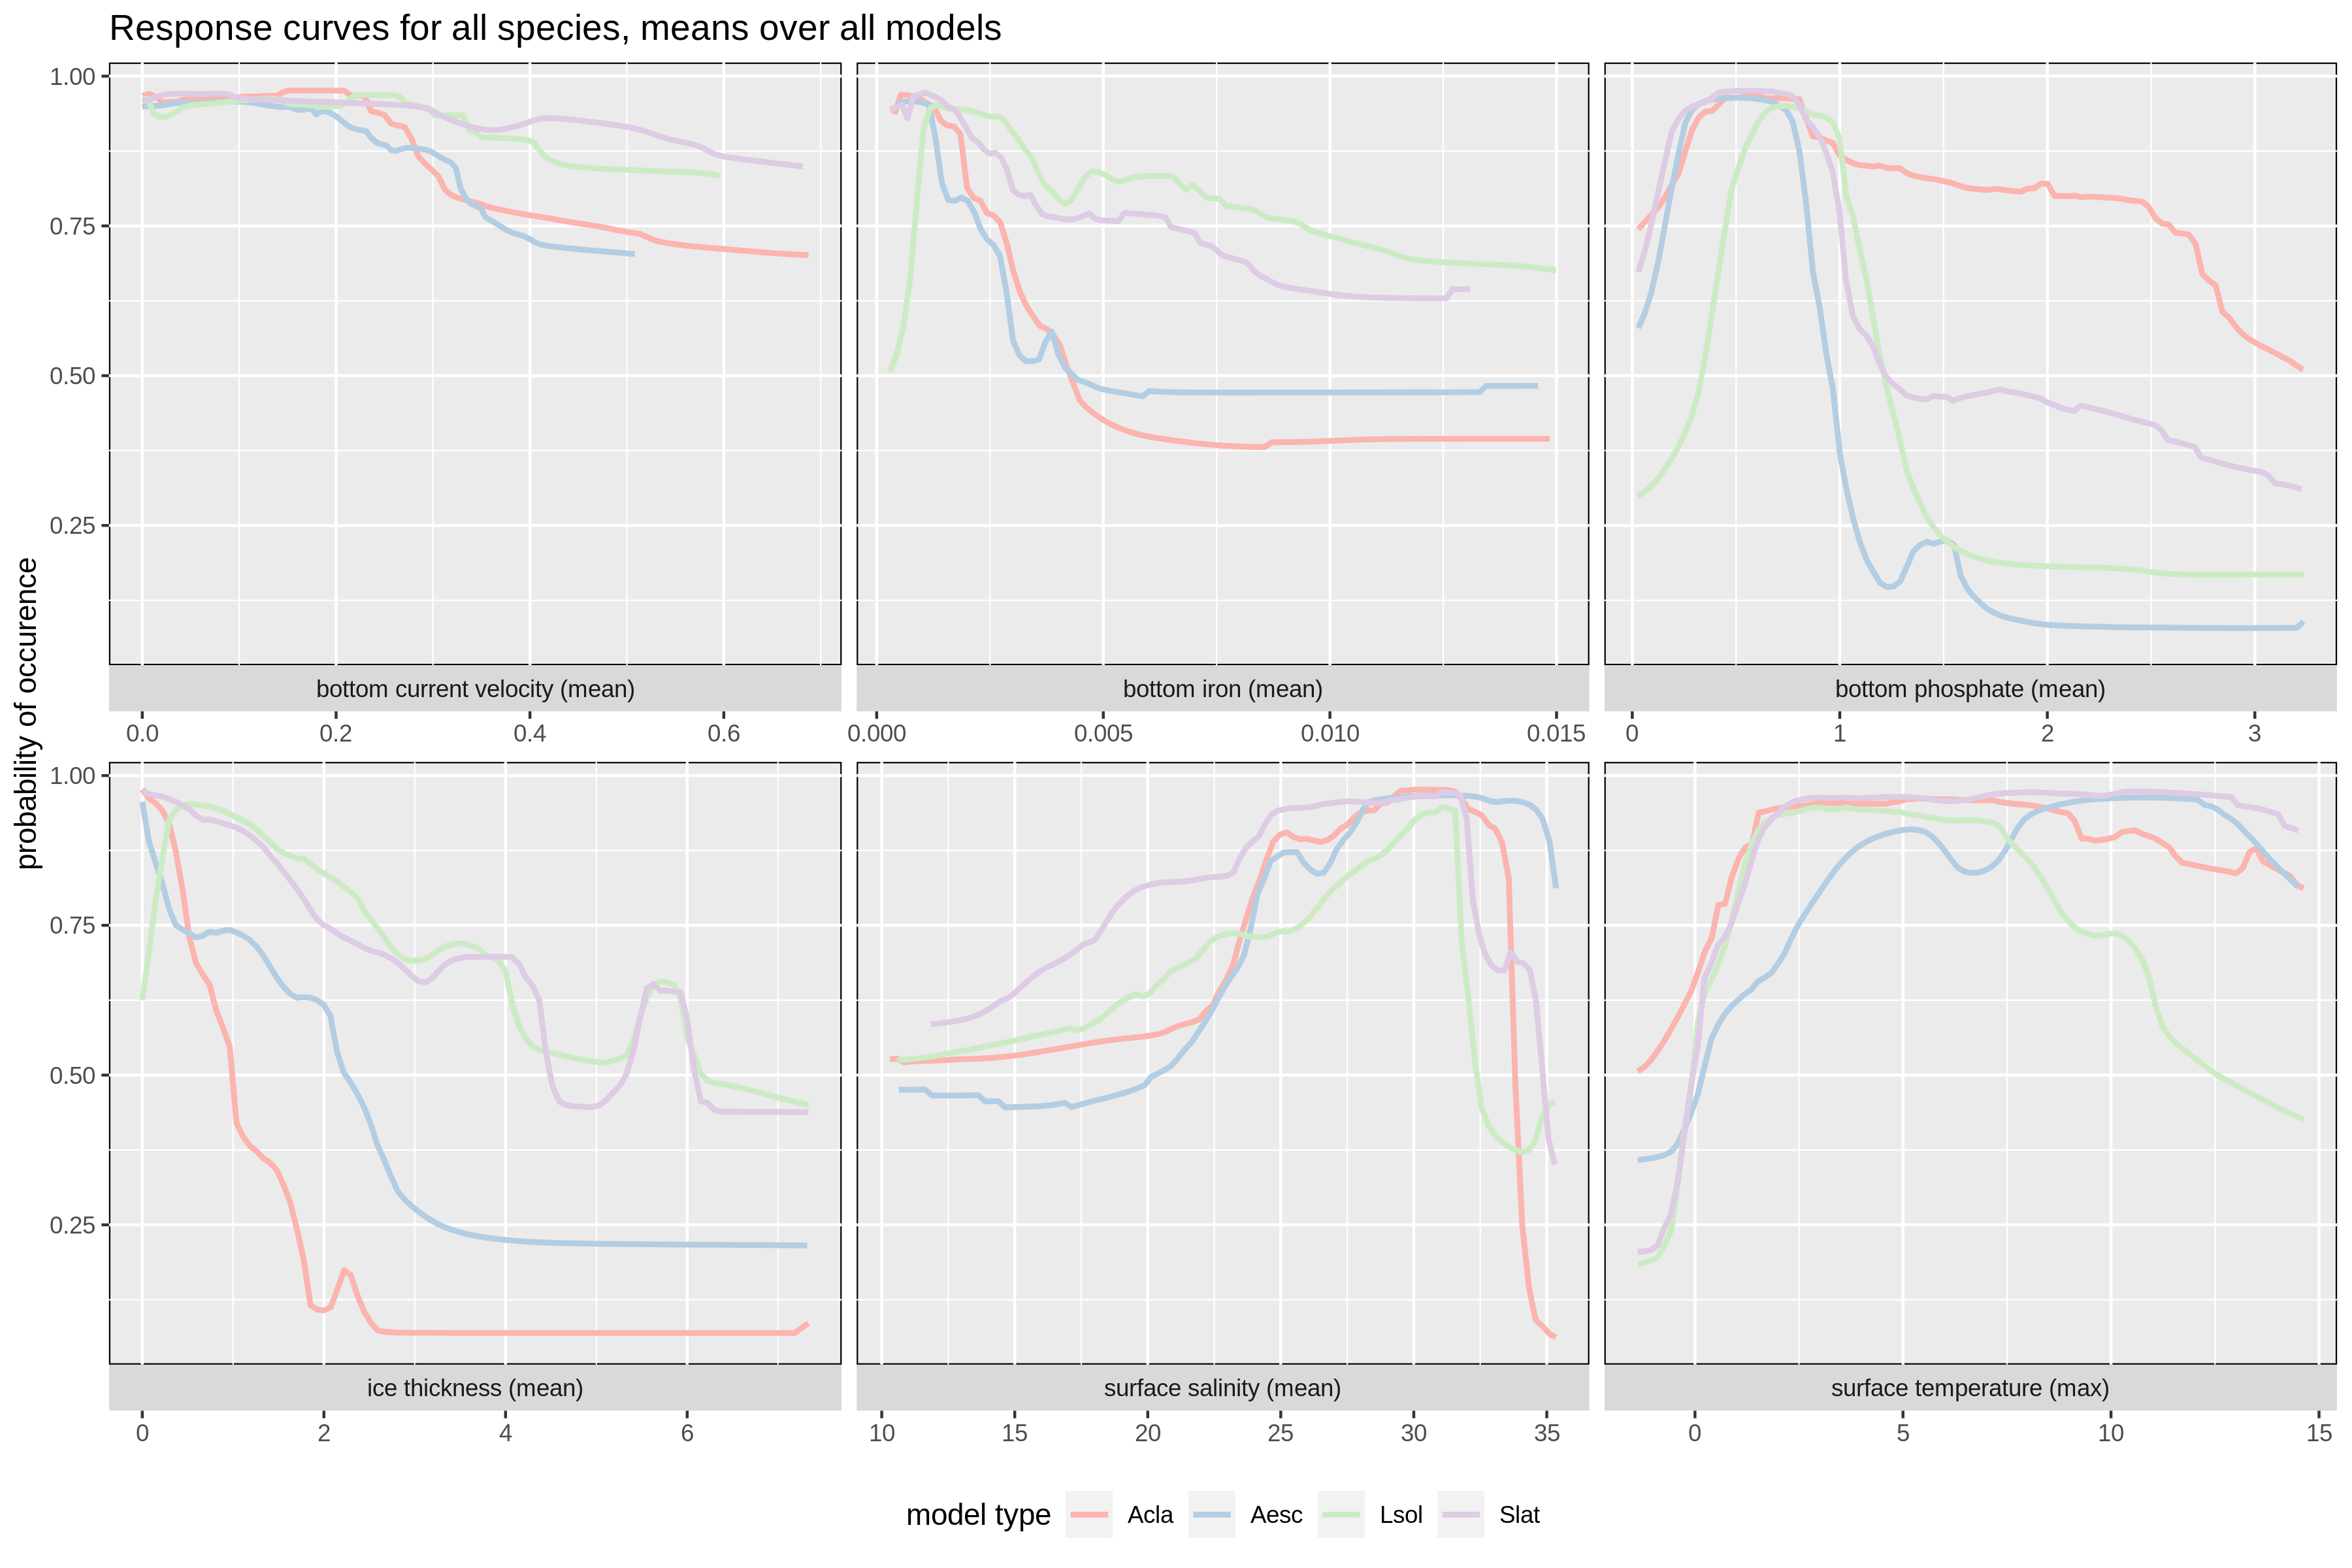 Response curves for all species, means over all models
probability of occurence
1.00
0.75
0.50
0.25
bottom current velocity (mean)
bottom iron (mean)
bottom phosphate (mean)
0.0 0.2 0.4 0.6
0.000 0.005 0.010 0.015
0 1 2 3
1.00
0.75
0.50
0.25
ice thickness (mean)
surface salinity (mean)
surface temperature (max)
0 2 4 6
10 15 20 25 30 35
0 5 10 15
model type Acla Aesc Lsol Slat